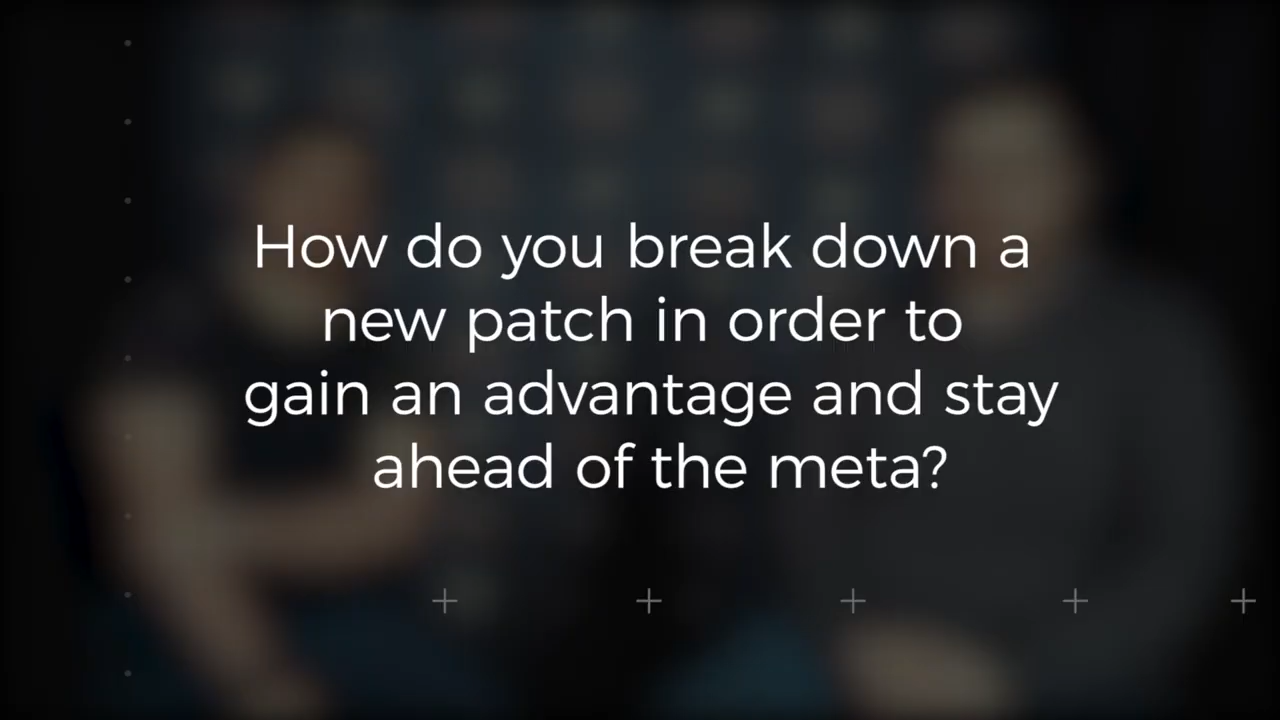 How do you break down a
new patch in order to
gain an advantage and stay
ahead of the meta?